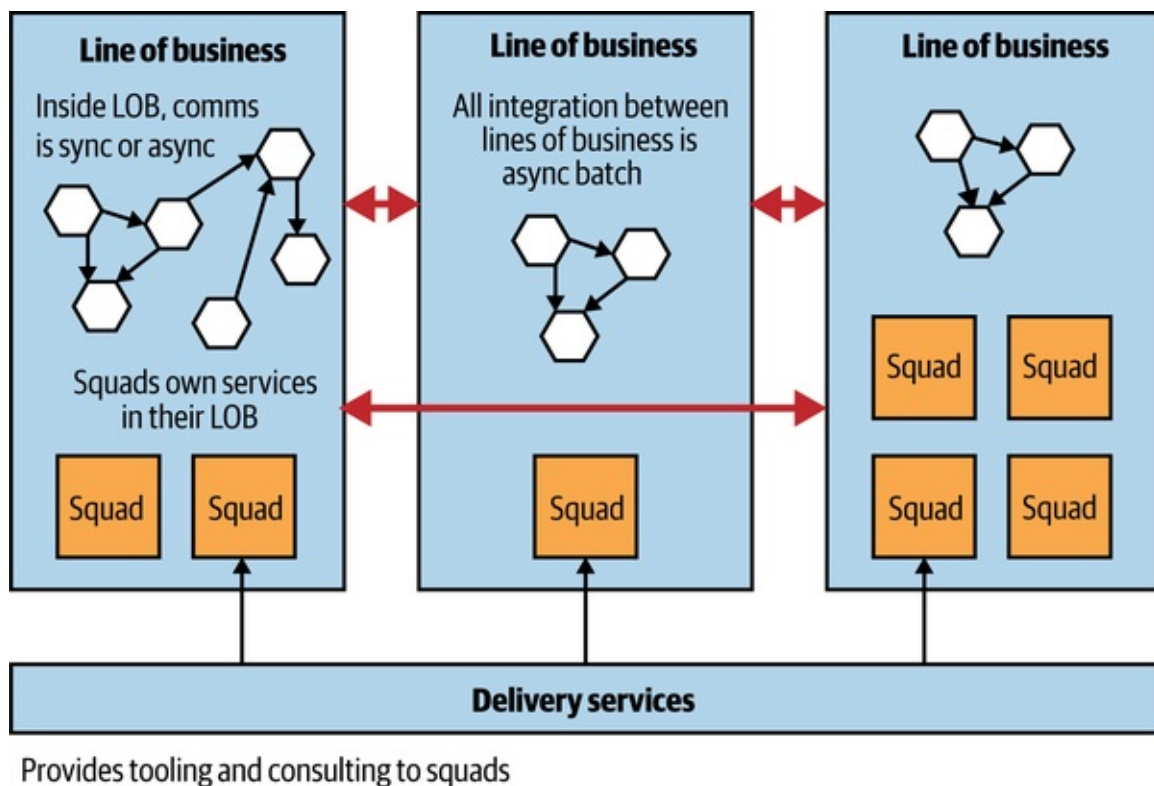 Line of business
Inside LOB, comms
is sync or async
Squads own services
in their LOB
Squad
Squad
Line of business
All integration between
lines of business is
async batch
Squad
Line of business
Squad
Squad
Squad
Squad
Delivery services
Provides tooling and consulting to squads